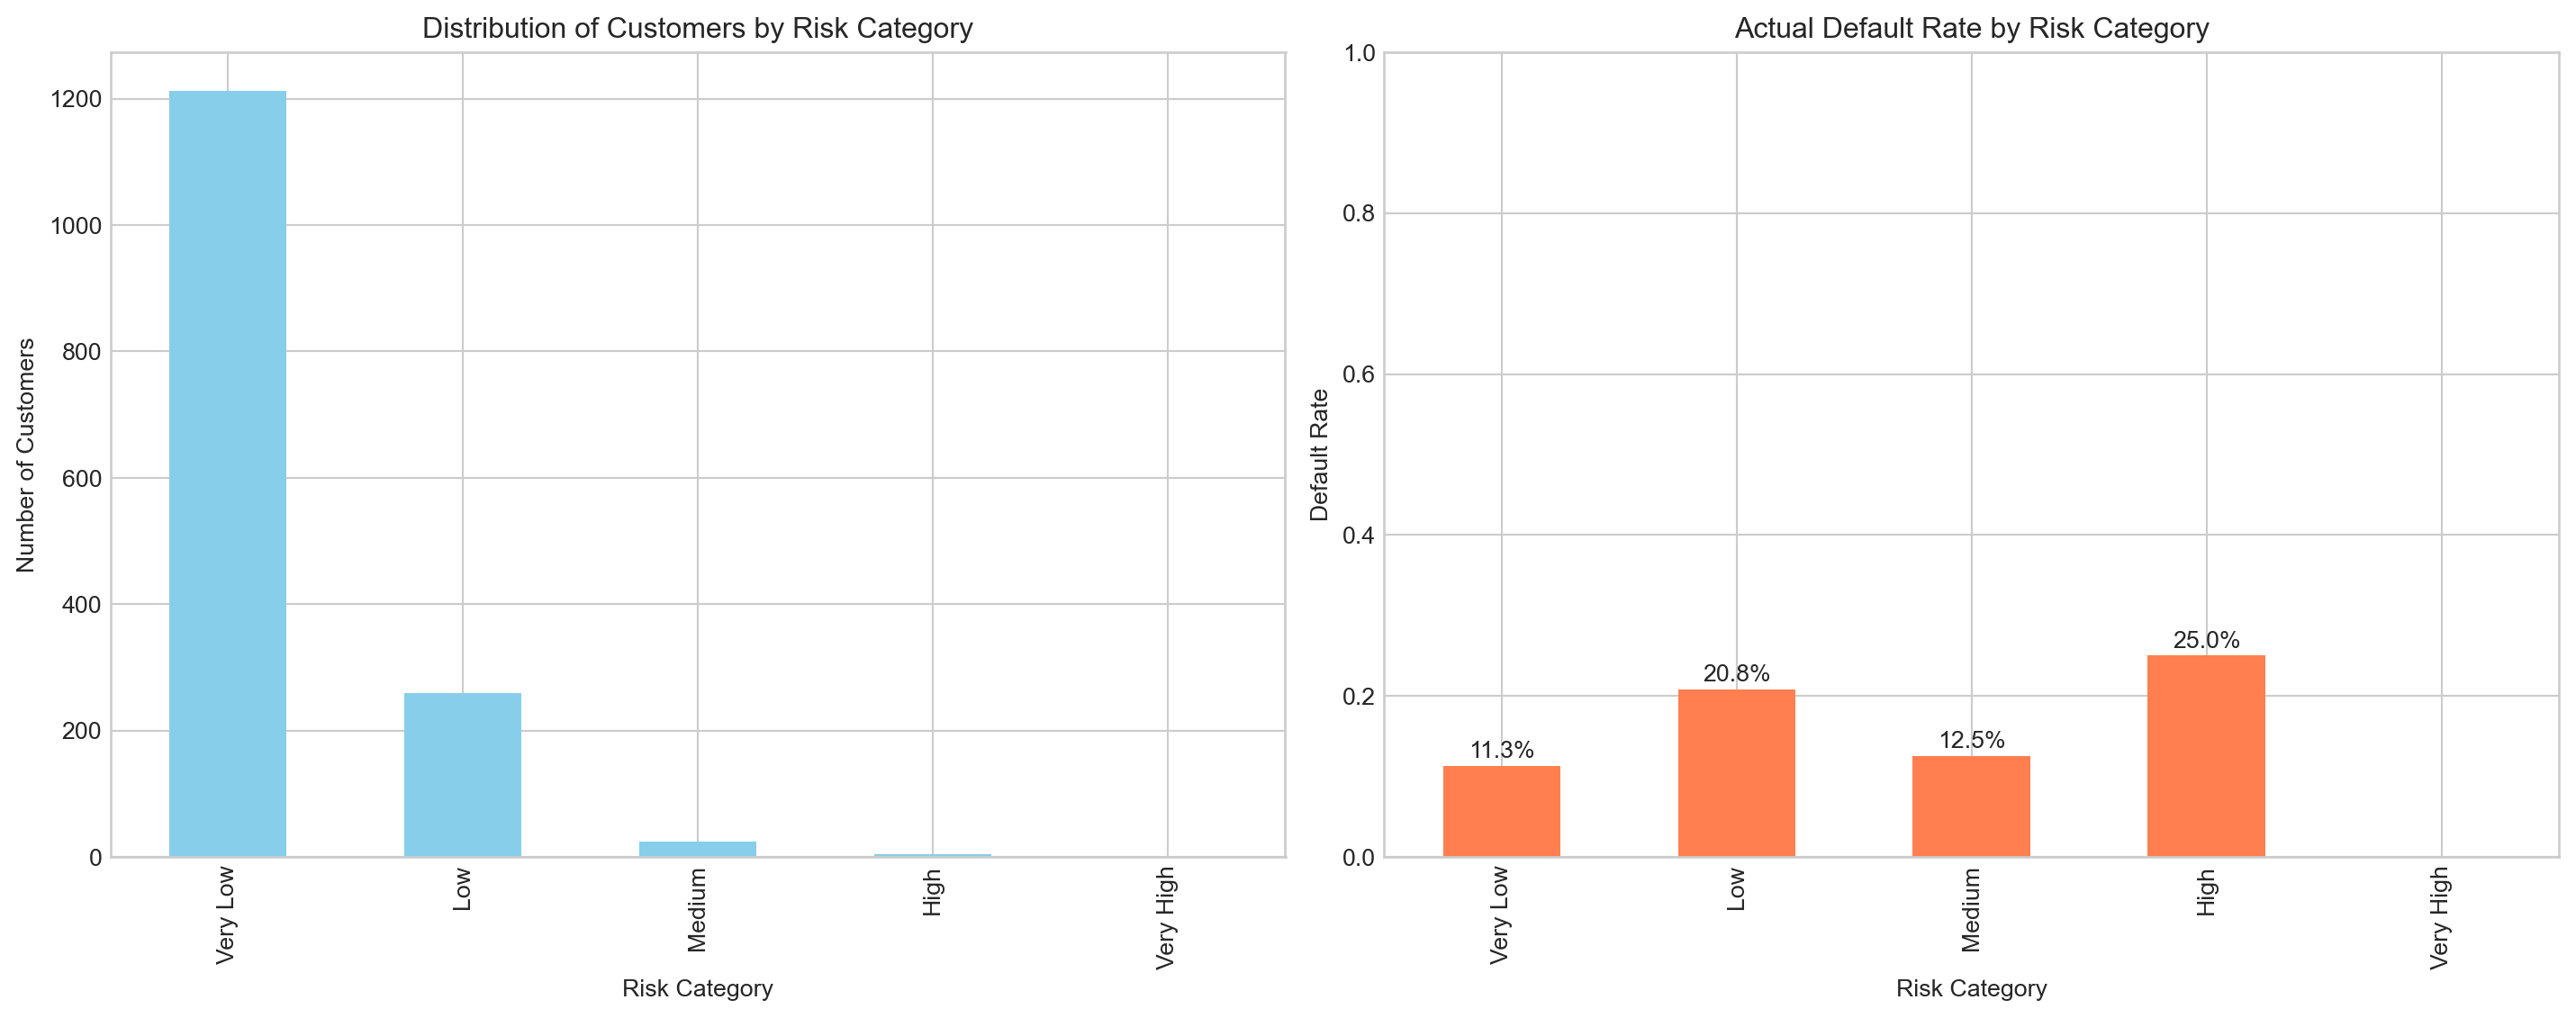 Distribution of Customers by Risk Category
Number of Customers
1200
1000
800
600
400
200
0
Very Low
Low
Medium
High
Very High
Risk Category
Actual Default Rate by Risk Category
Default Rate
1.0
0.8
0.6
0.4
0.2
0.0
11.3%
20.8%
12.5%
25.0%
Very Low
Low
Medium
High
Very High
Risk Category